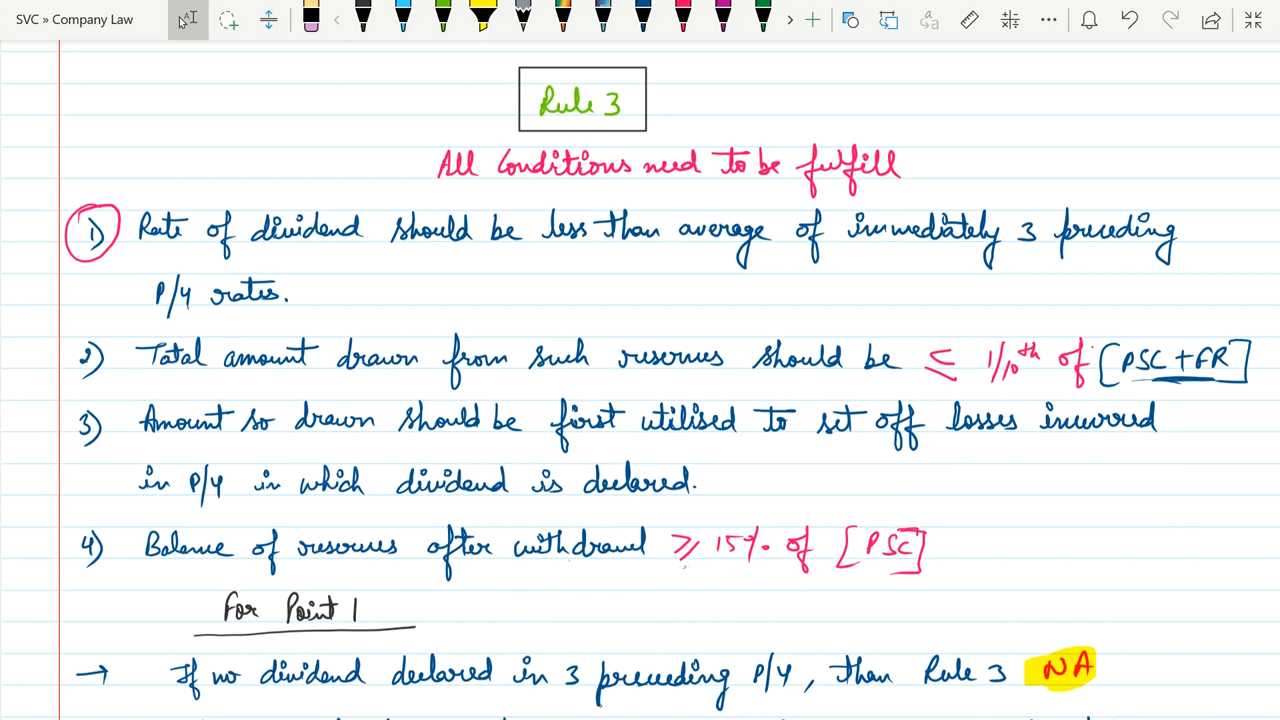 SVC » Company Law
Rule 3
All Conditions need to be fulfill
1) Rate of dividend should be less than average of immediately 3 preceding
P/Y rates.
2) Total amount drawn from such reserves should be ≤ 1/10th of [PSC + FR]
3) Amount so drawn should be first utilised to set off losses incurred
in P/Y in which dividend is declared.
4) Balance of reserves after withdrawel ≥ 15% of [PSC]
For Point 1
→ If no dividend declared in 3 preceding P/Y, then Rule 3 NA